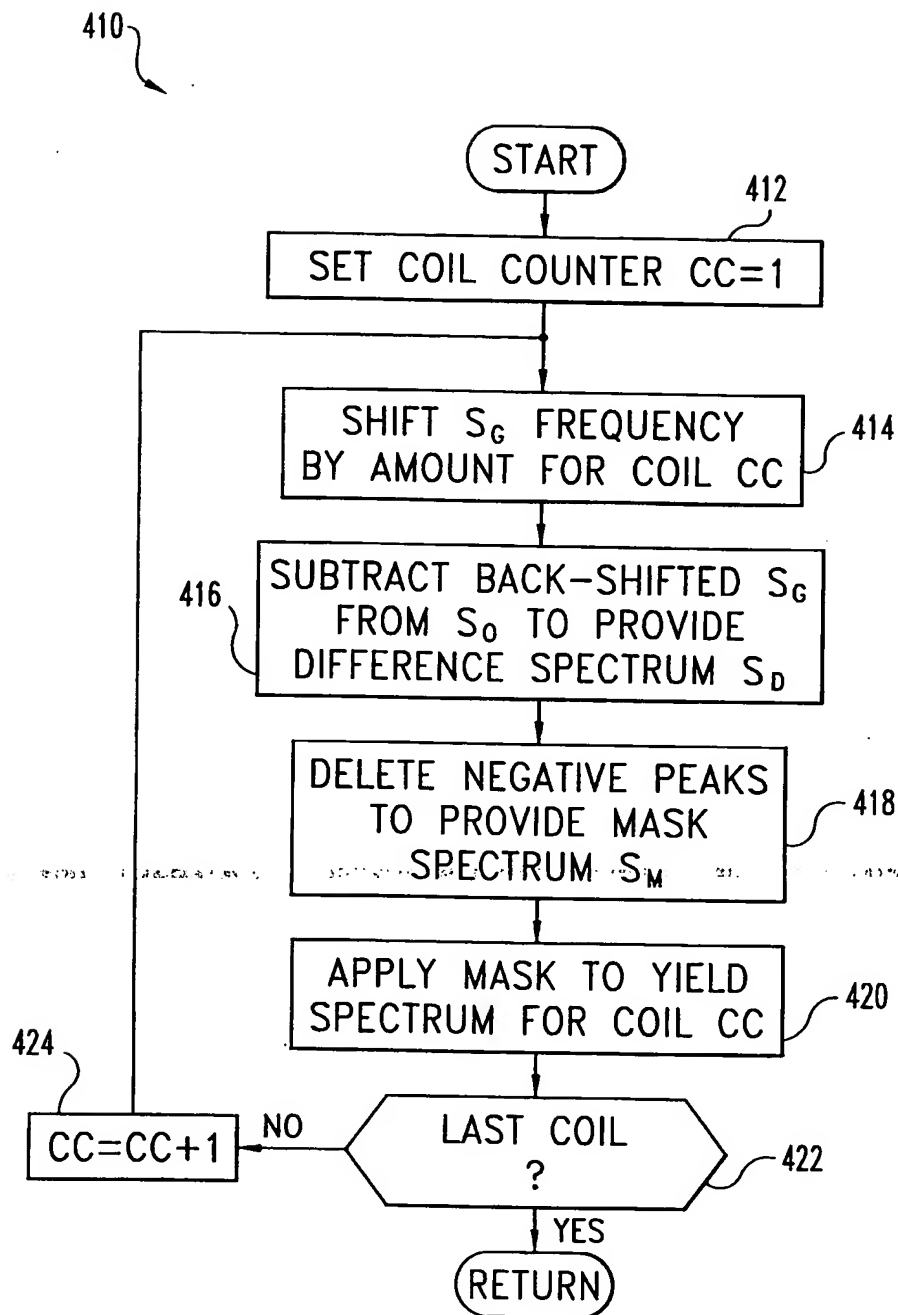 410
START
412
SET COIL COUNTER CC=1
SHIFT S_G FREQUENCY
BY AMOUNT FOR COIL CC
414
SUBTRACT BACK-SHIFTED S_G
FROM S_O TO PROVIDE
DIFFERENCE SPECTRUM S_D
416
DELETE NEGATIVE PEAKS
TO PROVIDE MASK
SPECTRUM S_M
418
APPLY MASK TO YIELD
SPECTRUM FOR COIL CC
420
424
CC=CC+1
NO
LAST COIL
?
422
YES
RETURN